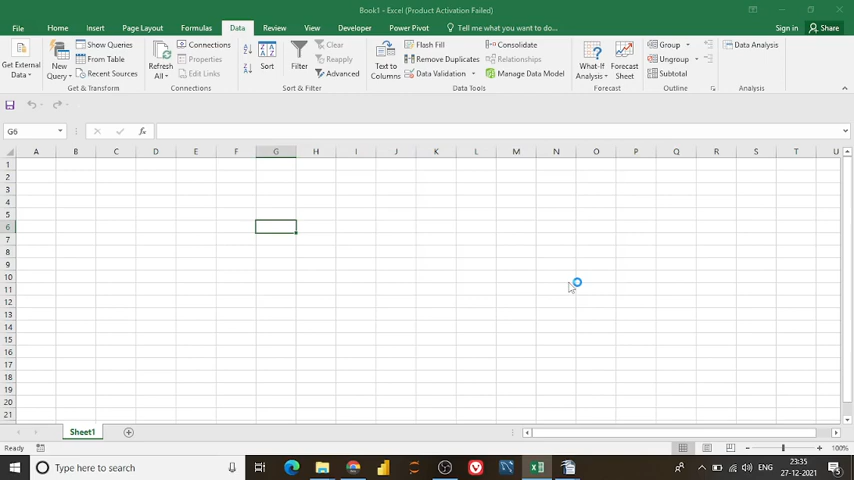 Book1 - Excel (Product Activation Failed)
File Home Insert Page Layout Formulas Data Review View Developer Power Pivot Tell me what you want to do... Sign in Share
Get External Data
New Query
Show Queries
From Table
Recent Sources
Get & Transform
Refresh All
Connections
Properties
Edit Links
Connections
Sort
Filter
Clear
Reapply
Advanced
Sort & Filter
Text to Columns
Flash Fill
Remove Duplicates
Data Validation
Consolidate
Relationships
Manage Data Model
Data Tools
What-If Analysis
Forecast Sheet
Forecast
Group
Ungroup
Subtotal
Outline
Data Analysis
Analysis
G6 fx
A B C D E F G H I J K L M N O P Q R S T U
1
2
3
4
5
6
7
8
9
10
11
12
13
14
15
16
17
18
19
20
21
Sheet1
Ready 100%
Type here to search
ENG
23:35
27-12-2021
5